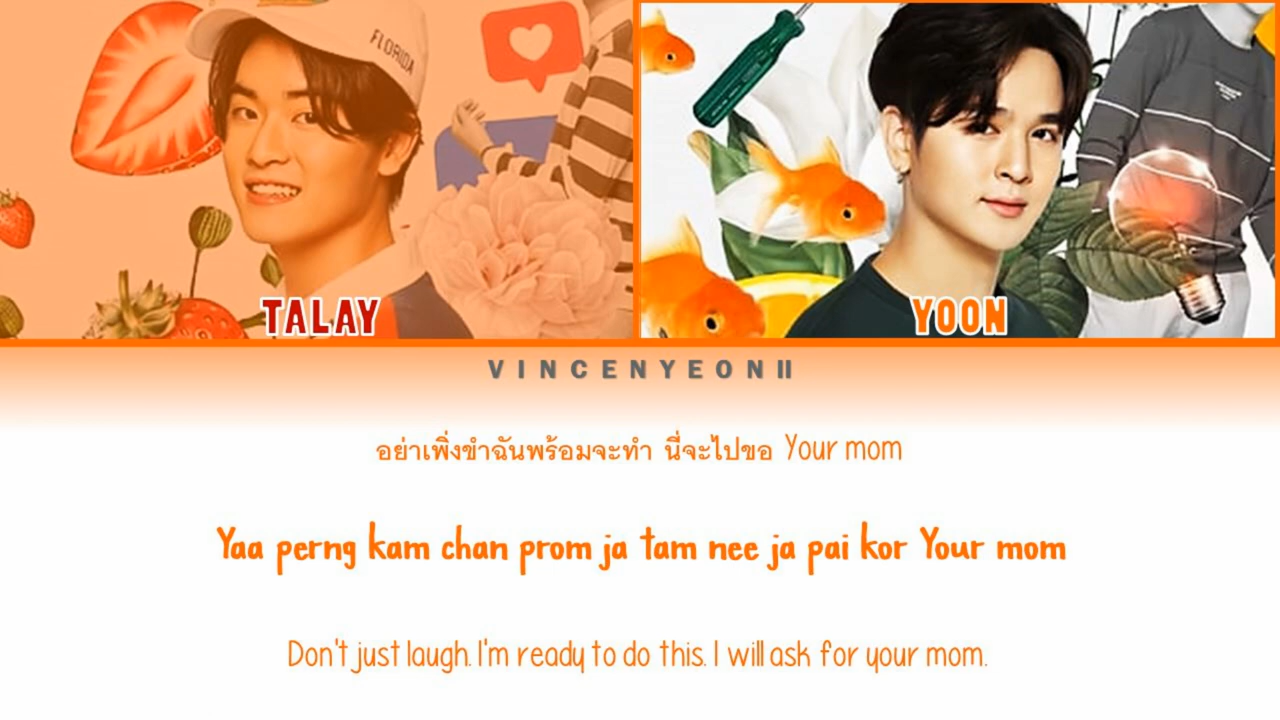 FLORIDA
TALAY
YOON
VINCENYEONII
อย่าเพิ่งขำฉันพร้อมจะทำ นี่จะไปขอ Your mom
Yaa perng kam chan prom ja tam nee ja pai kor Your mom
Don't just laugh. I'm ready to do this. I will ask for your mom.